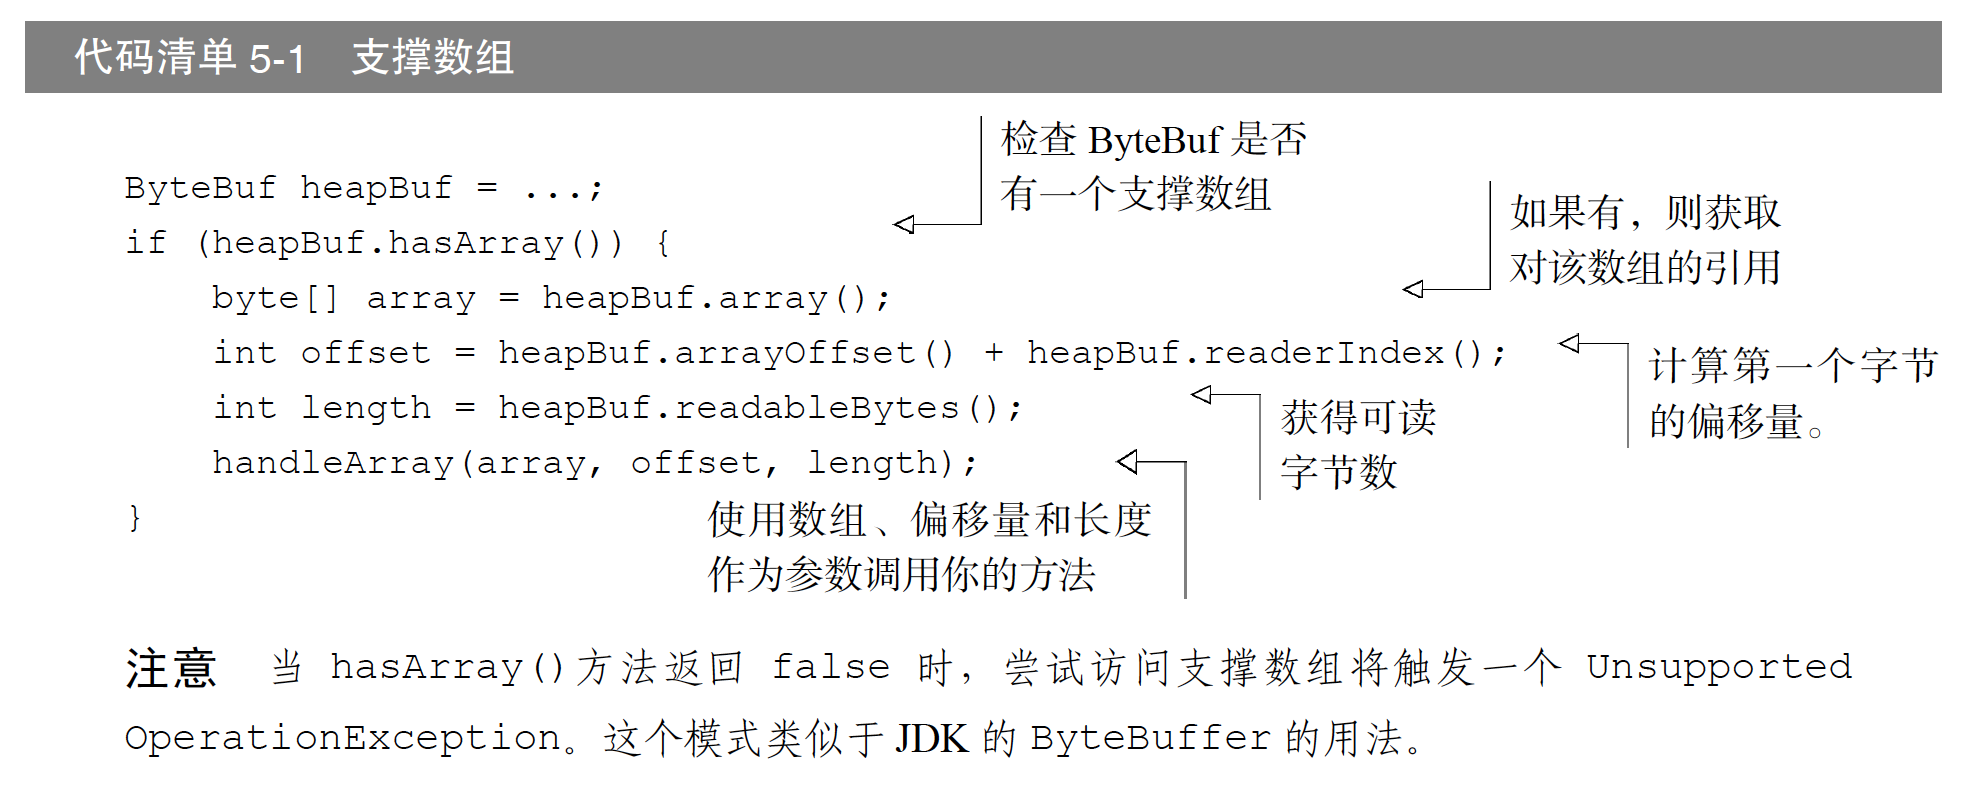 代码清单 5-1 支撑数组
检查 ByteBuf 是否
有一个支撑数组
ByteBuf heapBuf = ...;
if (heapBuf.hasArray()) {
如果有，则获取
对该数组的引用
byte[] array = heapBuf.array();
int offset = heapBuf.arrayOffset() + heapBuf.readerIndex();
计算第一个字节
的偏移量。
int length = heapBuf.readableBytes();
获得可读
字节数
handleArray(array, offset, length);
使用数组、偏移量和长度
作为参数调用你的方法
}
注意 当 hasArray()方法返回 false 时，尝试访问支撑数组将触发一个 Unsupported
OperationException。这个模式类似于 JDK 的 ByteBuffer 的用法。